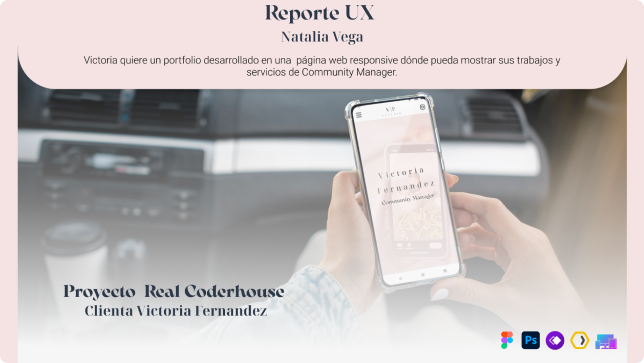 Reporte UX
Natalia Vega
Victoria quiere un portfolio desarrollado en una página web responsive dónde pueda mostrar sus trabajos y
servicios de Community Manager.
Victoria
Fernandez
Community Manager
Proyecto Real Coderhouse
Clienta Victoria Fernandez
Ps